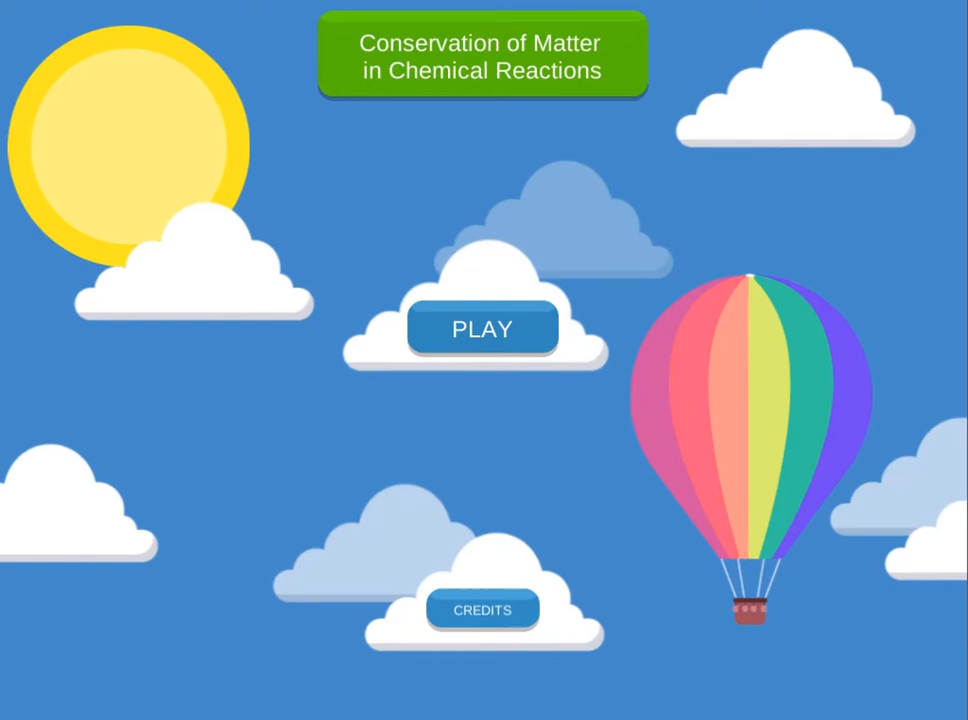 Conservation of Matter
in Chemical Reactions
PLAY
CREDITS